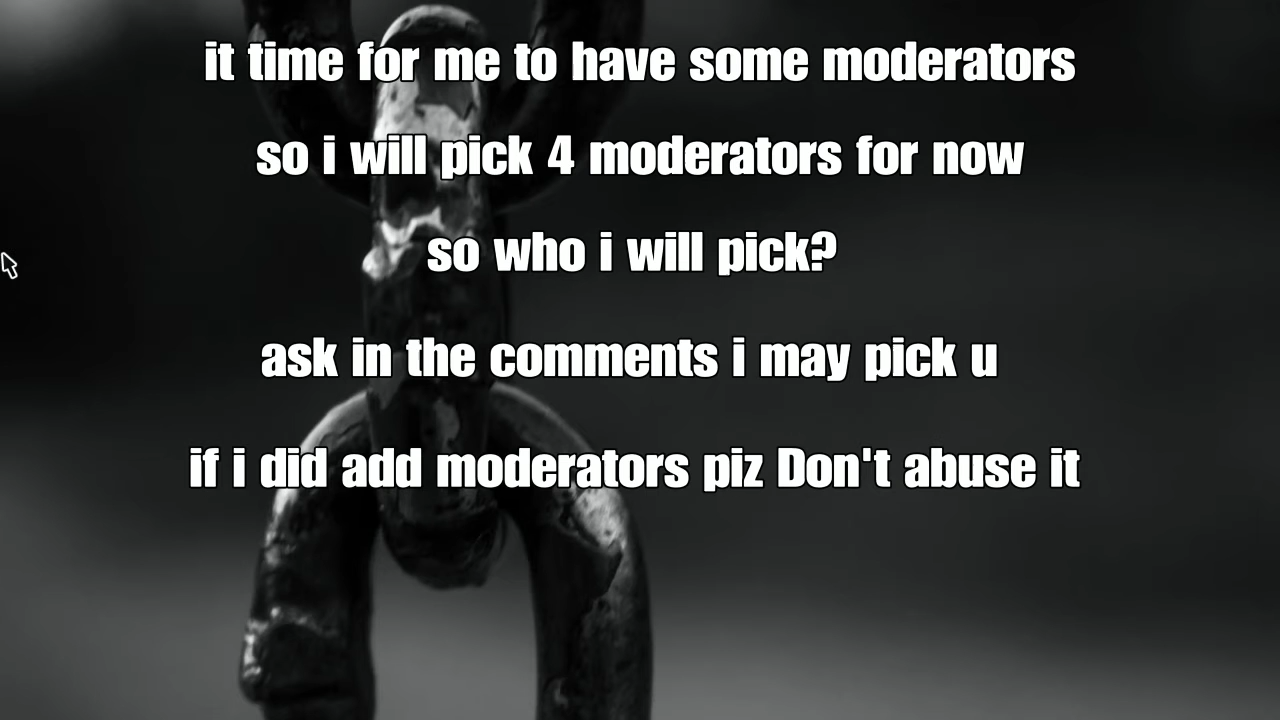 it time for me to have some moderators
so i will pick 4 moderators for now
so who i will pick?
ask in the comments i may pick u
if i did add moderators piz Don't abuse it